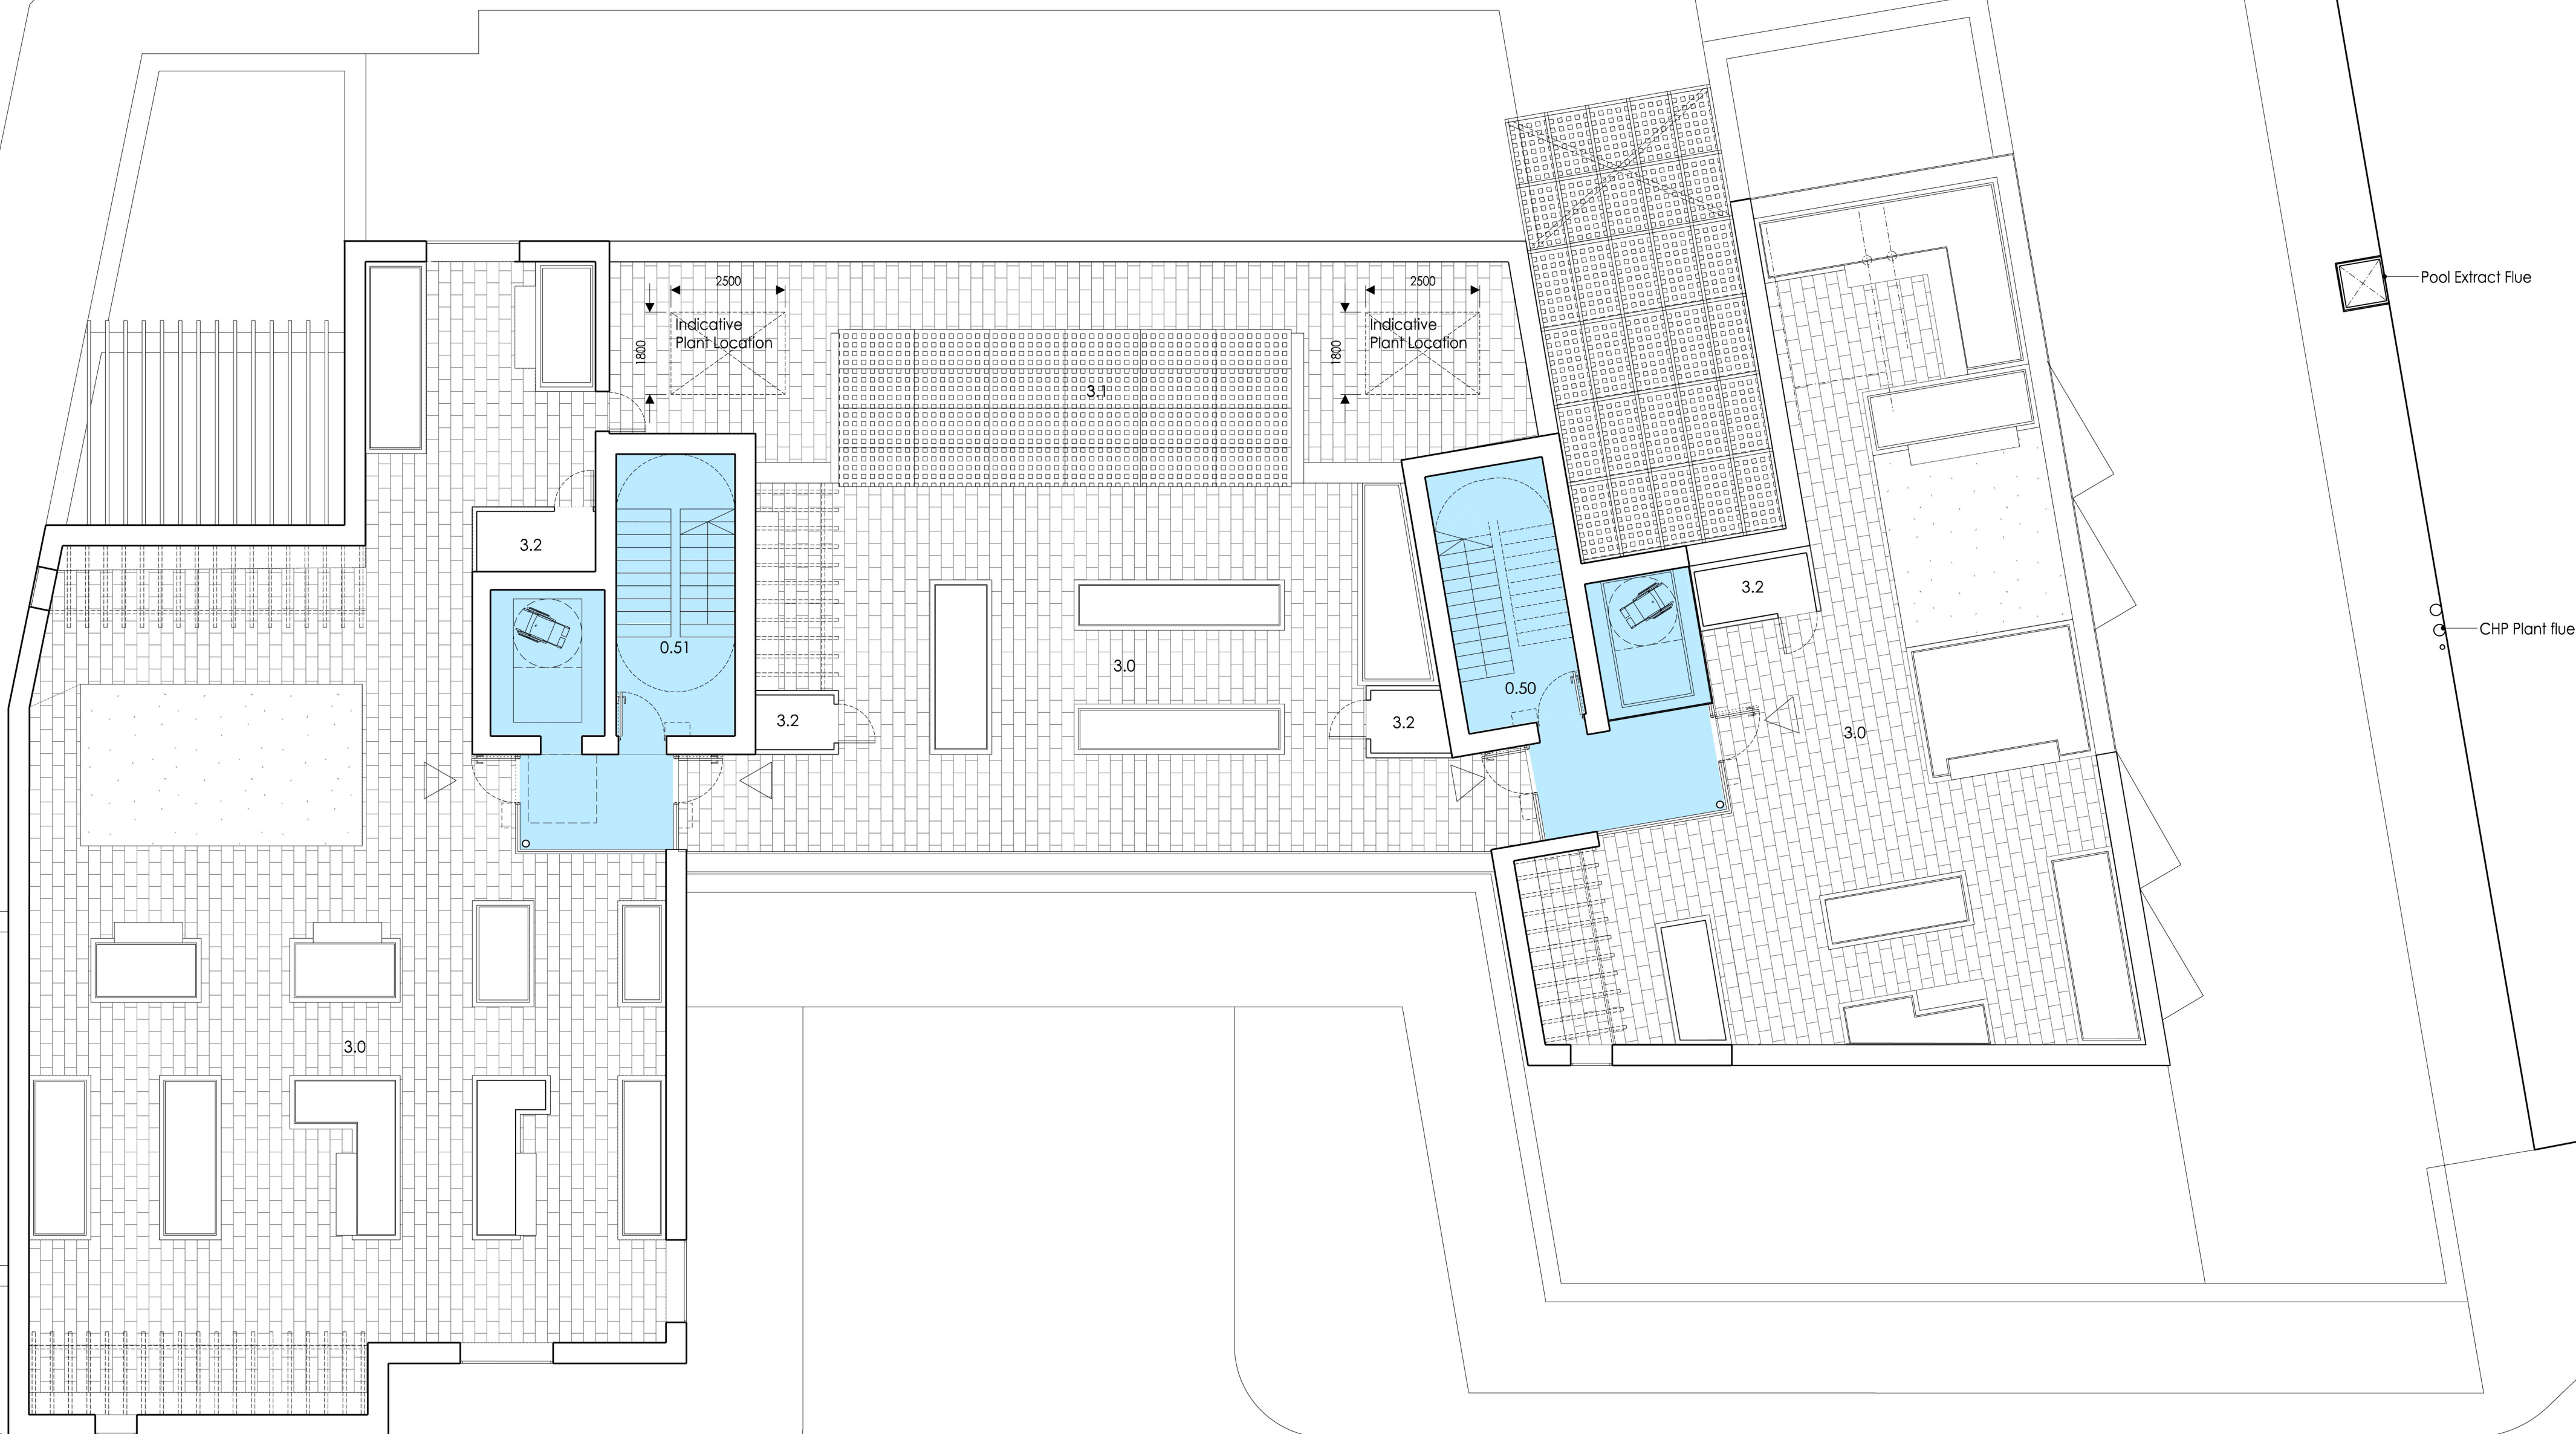 2500
2500
Pool Extract Flue
Indicative
Plant Location
1800
Indicative
Plant Location
1800
3.1
3.2
3.2
CHP Plant flue
0.51
3.0
0.50
3.2
3.2
3.0
3.0